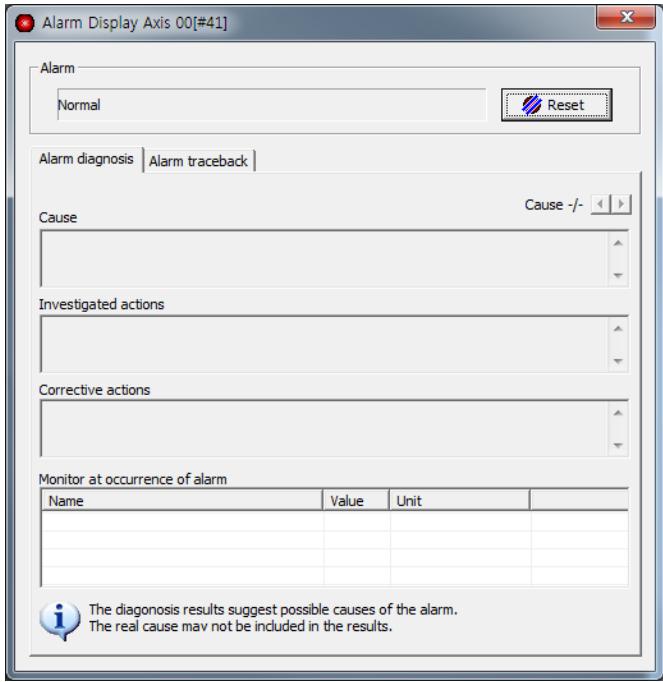 Alarm Display Axis 00[#41]
Alarm
Normal
Reset
Alarm diagnosis
Alarm traceback
Cause -/-
Cause
Investigated actions
Corrective actions
Monitor at occurrence of alarm
Name Value Unit
The diagonosis results suggest possible causes of the alarm.
The real cause may not be included in the results.